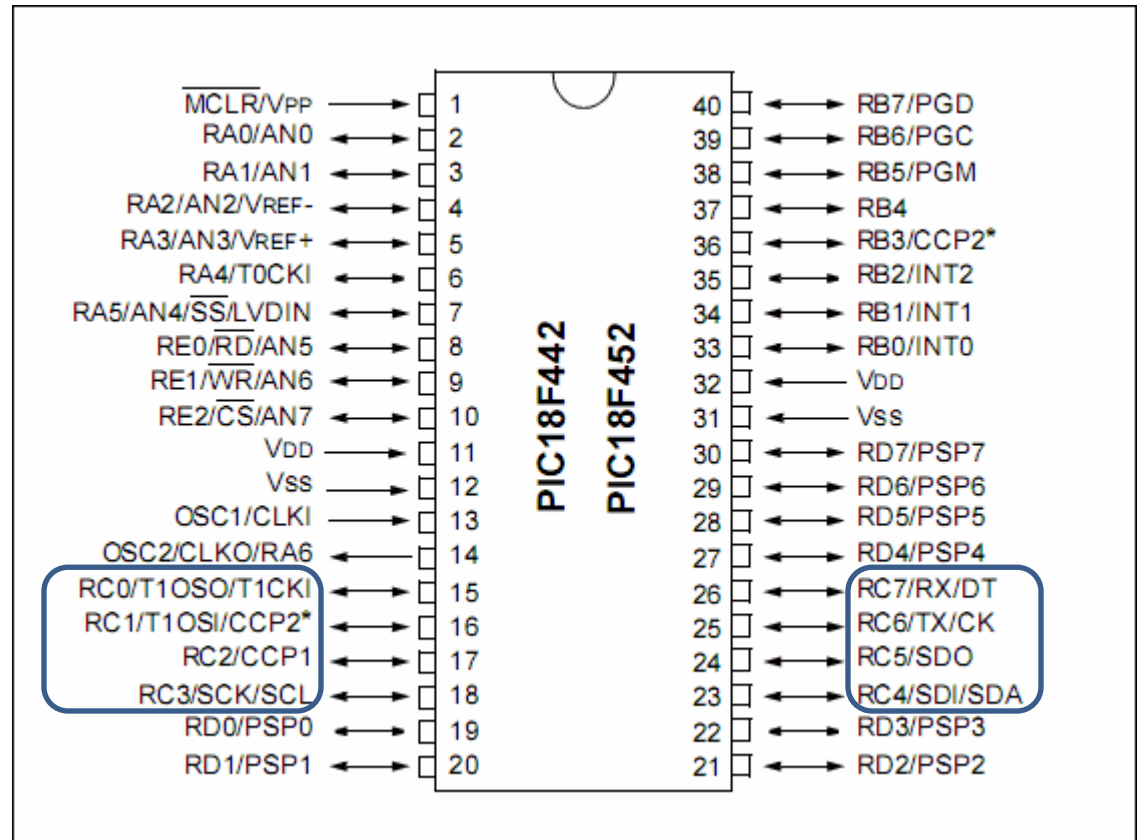 MCLR/VPP 1 40 RB7/PGD
RA0/AN0 2 39 RB6/PGC
RA1/AN1 3 38 RB5/PGM
RA2/AN2/VREF- 4 37 RB4
RA3/AN3/VREF+ 5 36 RB3/CCP2*
RA4/T0CKI 6 35 RB2/INT2
RA5/AN4/SS/LVDIN 7 34 RB1/INT1
RE0/RD/AN5 8 33 RB0/INT0
RE1/WR/AN6 9 32 VDD
RE2/CS/AN7 10 31 VSS
VDD 11 30 RD7/PSP7
VSS 12 29 RD6/PSP6
OSC1/CLKI 13 28 RD5/PSP5
OSC2/CLKO/RA6 14 27 RD4/PSP4
RC0/T1OSO/T1CKI 15 26 RC7/RX/DT
RC1/T1OSI/CCP2* 16 25 RC6/TX/CK
RC2/CCP1 17 24 RC5/SDO
RC3/SCK/SCL 18 23 RC4/SDI/SDA
RD0/PSP0 19 22 RD3/PSP3
RD1/PSP1 20 21 RD2/PSP2
PIC18F442
PIC18F452